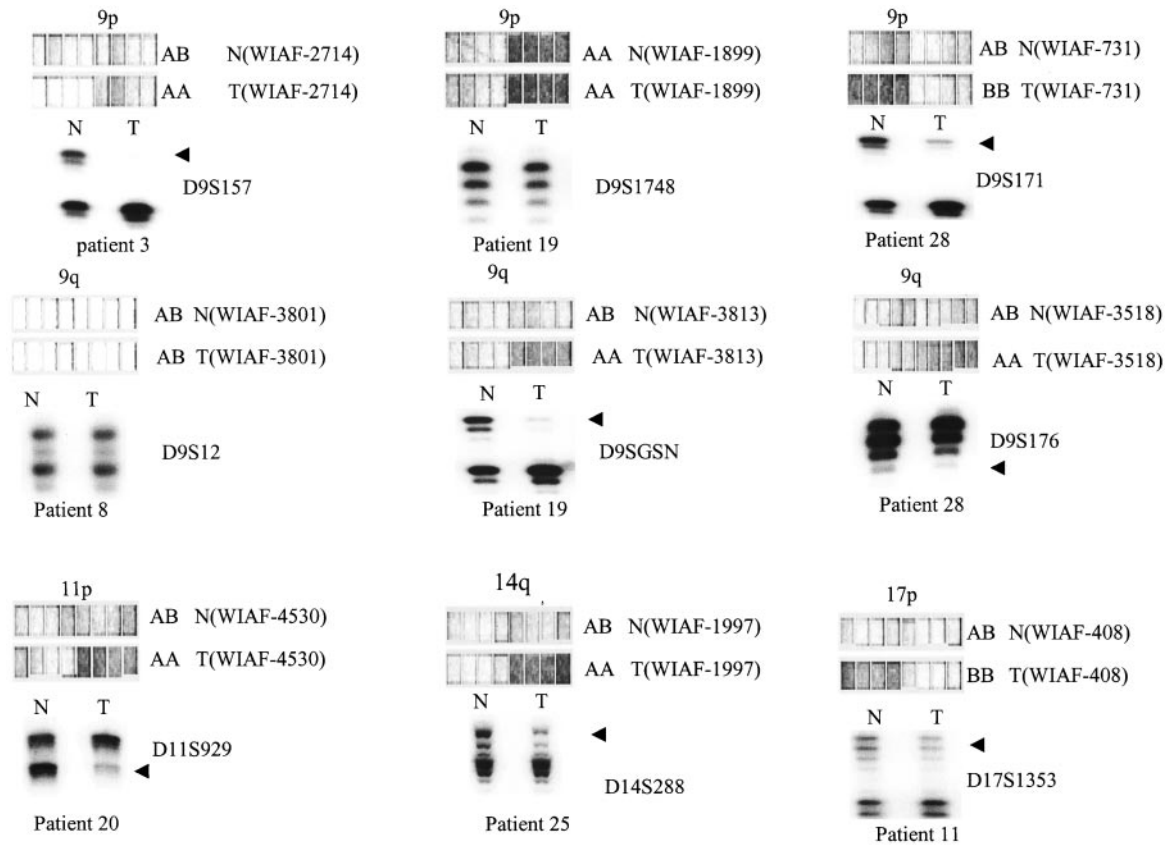 9p
AB N(WIAF-2714)
AA T(WIAF-2714)
N T
D9S157
patient 3
9p
AA N(WIAF-1899)
AA T(WIAF-1899)
N T
D9S1748
Patient 19
9p
AB N(WIAF-731)
BB T(WIAF-731)
N T
D9S171
Patient 28
9q
AB N(WIAF-3801)
AB T(WIAF-3801)
N T
D9S12
Patient 8
9q
AB N(WIAF-3813)
AA T(WIAF-3813)
N T
D9SGSN
Patient 19
9q
AB N(WIAF-3518)
AA T(WIAF-3518)
N T
D9S176
Patient 28
11p
AB N(WIAF-4530)
AA T(WIAF-4530)
N T
D11S929
Patient 20
14q
AB N(WIAF-1997)
AA T(WIAF-1997)
N T
D14S288
Patient 25
17p
AB N(WIAF-408)
BB T(WIAF-408)
N T
D17S1353
Patient 11